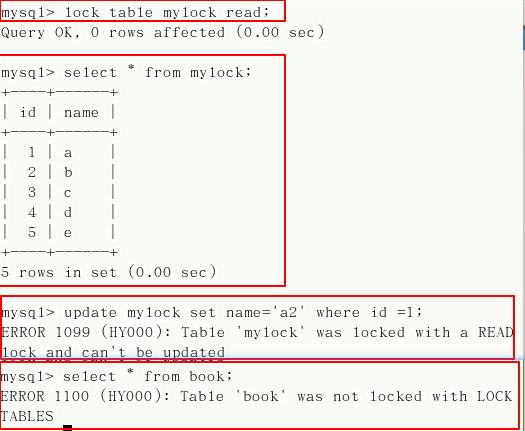 mysql> lock table mylock read;
Query OK, 0 rows affected (0.00 sec)
mysql> select * from mylock;
+----+------+
| id | name |
+----+------+
|  1 | a    |
|  2 | b    |
|  3 | c    |
|  4 | d    |
|  5 | e    |
+----+------+
5 rows in set (0.00 sec)
mysql> update mylock set name='a2' where id =1;
ERROR 1099 (HY000): Table 'mylock' was locked with a READ
lock and can't be updated
mysql> select * from book;
ERROR 1100 (HY000): Table 'book' was not locked with LOCK
TABLES